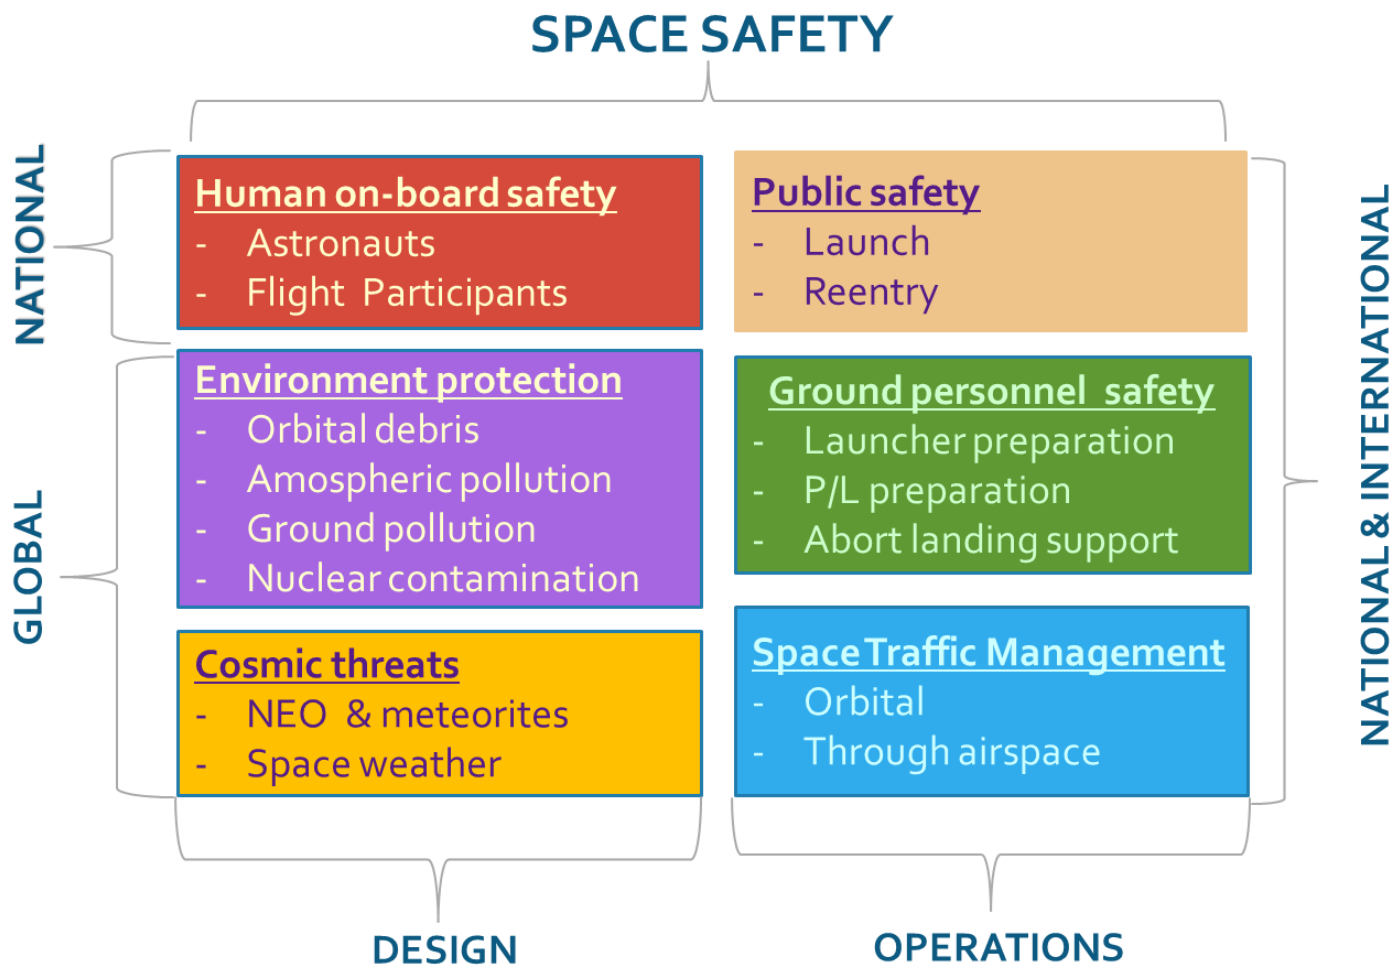 SPACE SAFETY
NATIONAL
Human on-board safety
- Astronauts
- Flight Participants
GLOBAL
Environment protection
- Orbital debris
- Amospheric pollution
- Ground pollution
- Nuclear contamination
Cosmic threats
- NEO & meteorites
- Space weather
DESIGN
Public safety
- Launch
- Reentry
Ground personnel safety
- Launcher preparation
- P/L preparation
- Abort landing support
Space Traffic Management
- Orbital
- Through airspace
OPERATIONS
NATIONAL & INTERNATIONAL